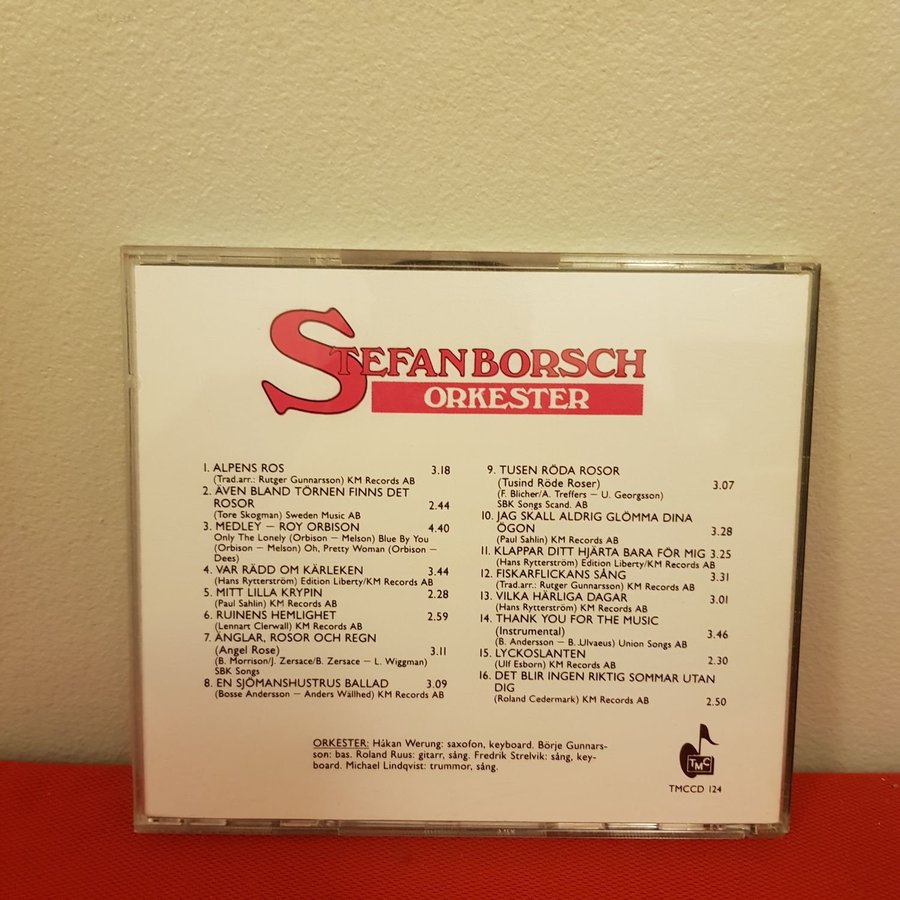 STEFAN BORSCH
ORKESTER
1. ALPENS ROS 3.18
(Trad.arr.: Rutger Gunnarsson) KM Records AB
2. ÄVEN BLAND TÖRNEN FINNS DET
ROSOR 2.44
(Tore Skogman) Sweden Music AB
3. MEDLEY – ROY ORBISON 4.40
Only The Lonely (Orbison – Melson) Blue By You
(Orbison – Melson) Oh, Pretty Woman (Orbison –
Dees)
4. VAR RÄDD OM KÄRLEKEN 3.44
(Hans Rytterström) Edition Liberty/KM Records AB
5. MITT LILLA KRYPIN 2.28
(Paul Sahlin) KM Records AB
6. RUINENS HEMLIGHET 2.59
(Lennart Clerwall) KM Records AB
7. ÄNGLAR, ROSOR OCH REGN
(Angel Rose) 3.11
(B. Morrison/J. Zersace/B. Zersace – L. Wiggman)
SBK Songs
8. EN SJÖMANSHUSTRUS BALLAD 3.09
(Bosse Andersson – Anders Wällhed) KM Records AB
9. TUSEN RÖDA ROSOR
(Tusind Röde Roser) 3.07
(F. Blicher/A. Treffers – U. Georgsson)
SBK Songs Scand. AB
10. JAG SKALL ALDRIG GLÖMMA DINA
ÖGON 3.28
(Paul Sahlin) KM Records AB
11. KLAPPAR DITT HJÄRTA BARA FÖR MIG 3.25
(Hans Rytterström) Edition Liberty/KM Records AB
12. FISKARFLICKANS SÅNG 3.31
(Trad.arr.: Rutger Gunnarsson) KM Records AB
13. VILKA HÄRLIGA DAGAR 3.01
(Hans Rytterström) KM Records AB
14. THANK YOU FOR THE MUSIC
(Instrumental) 3.46
(B. Andersson – B. Ulvaeus) Union Songs AB
15. LYCKOSLANTEN 2.30
(Ulf Esborn) KM Records AB
16. DET BLIR INGEN RIKTIG SOMMAR UTAN
DIG 2.50
(Roland Cedermark) KM Records AB
ORKESTER: Håkan Werung: saxofon, keyboard. Börje Gunnars-
son: bas. Roland Ruus: gitarr, sång. Fredrik Strelvik: sång, key-
board. Michael Lindqvist: trummor, sång.
TMC
TMCCD 124